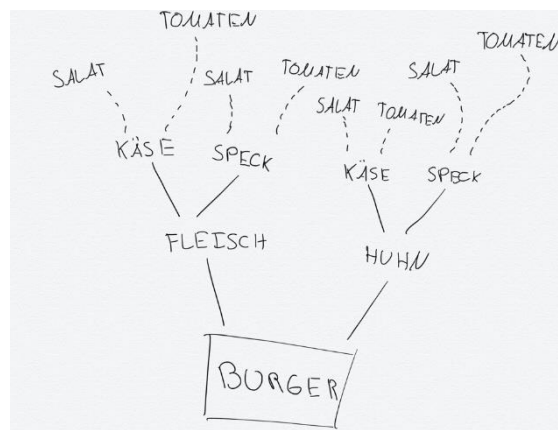 TOMATEN
TOMATEN
SALAT
SALAT
TOMATEN
SALAT
SALAT
TOMATEN
KÄSE
SPECK
KÄSE
SPECK
FLEISCH
HUHN
BURGER